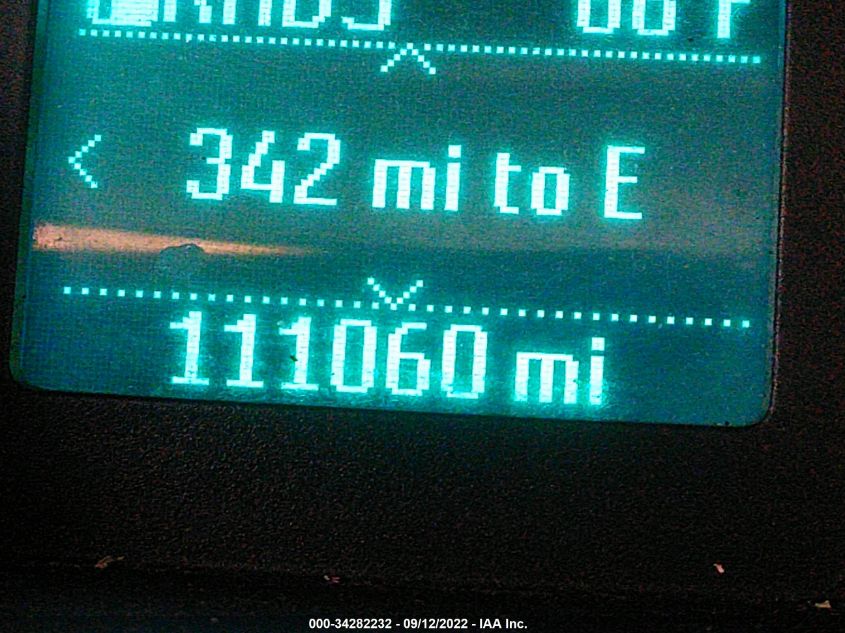 342 mi to E
111060 mi
000-34282232 - 09/12/2022 - IAA Inc.